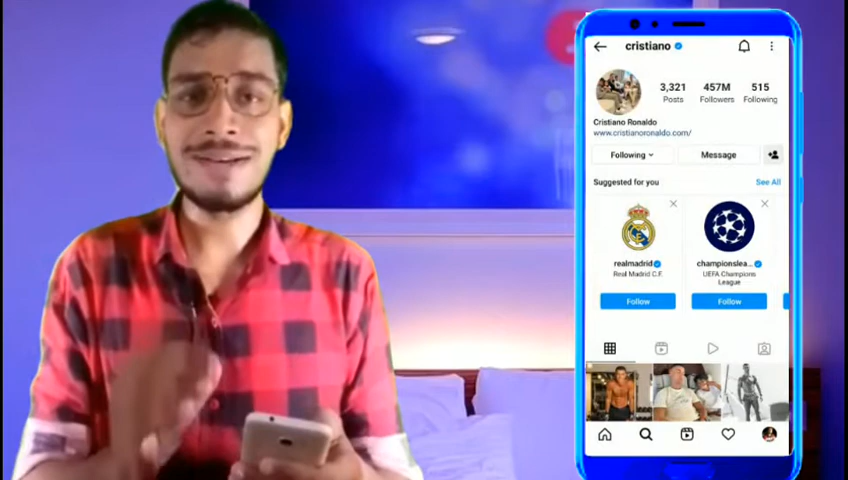 cristiano
3,321 457M 515
Posts Followers Following
Cristiano Ronaldo
www.cristianoronaldo.com/
Following Message
Suggested for you See All
realmadrid championslea...
Real Madrid C.F. UEFA Champions
League
Follow Follow